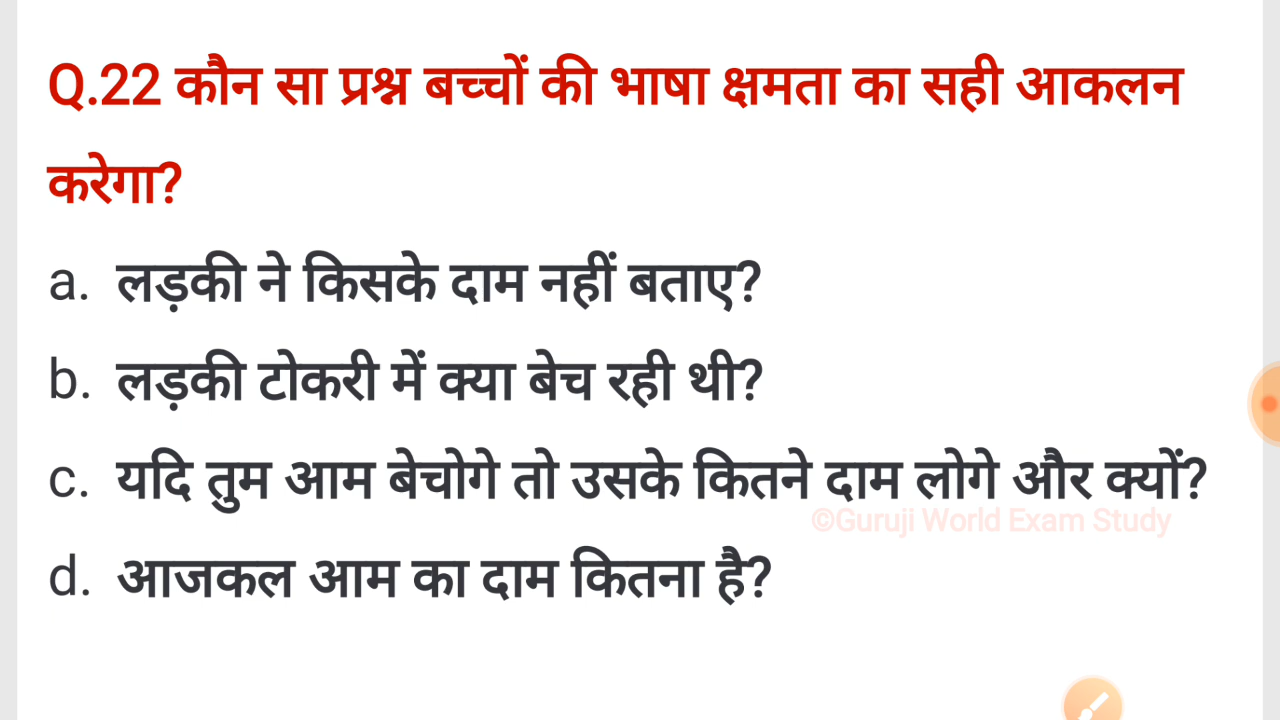 Q.22 कौन सा प्रश्न बच्चों की भाषा क्षमता का सही आकलन
करेगा?
a. लड़की ने किसके दाम नहीं बताए?
b. लड़की टोकरी में क्या बेच रही थी?
c. यदि तुम आम बेचोगे तो उसके कितने दाम लोगे और क्यों?
©Guruji World Exam Study
d. आजकल आम का दाम कितना है?